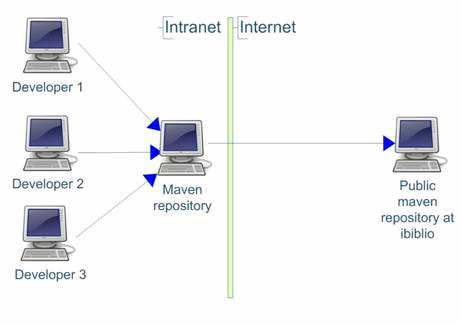 Intranet
Internet
Developer 1
Developer 2
Developer 3
Maven
repository
Public
maven
repository at
ibiblio